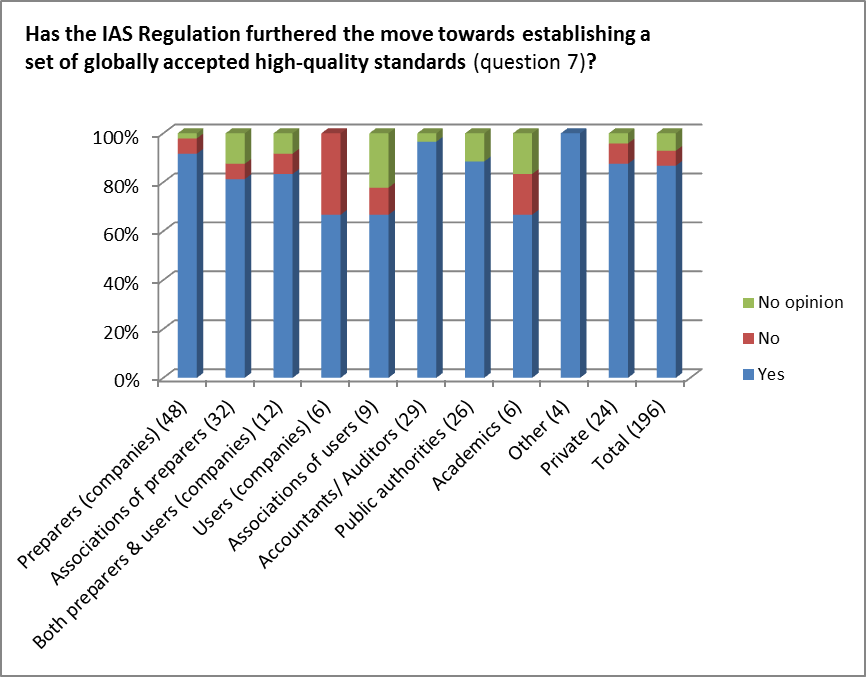 Has the IAS Regulation furthered the move towards establishing a
set of globally accepted high-quality standards (question 7)?
100%
80%
60%
40%
20%
0%
Preparers (companies) (48)
Associations of preparers (32)
Both preparers & users (companies) (12)
Users (companies) (6)
Associations of users (9)
Accountants/ Auditors (29)
Public authorities (26)
Academics (6)
Other (4)
Private (24)
Total (196)
No opinion
No
Yes